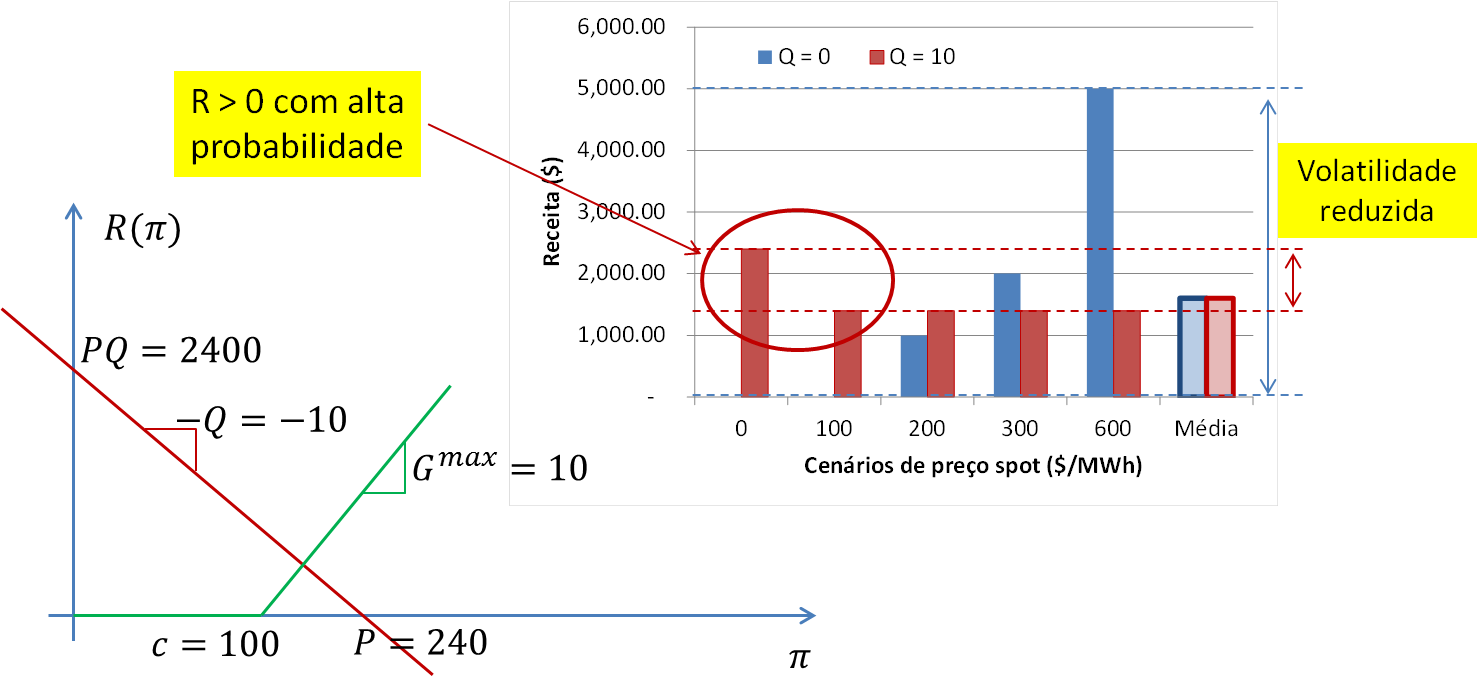 R > 0 com alta
probabilidade
R(π)
PQ = 2400
−Q = −10
G^{max} = 10
c = 100
P = 240
π
6,000.00
5,000.00
4,000.00
3,000.00
2,000.00
1,000.00
-
Receita ($)
Q = 0
Q = 10
0
100
200
300
600
Média
Cenários de preço spot ($/MWh)
Volatilidade
reduzida